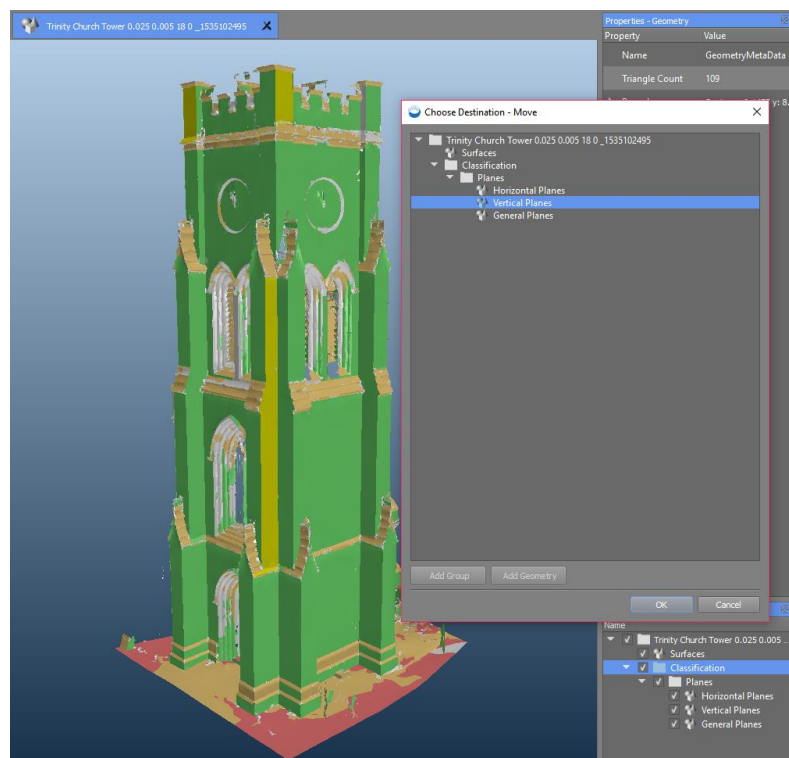 Trinity Church Tower 0.025 0.005 18 0 _1535102495
Properties - Geometry
Property Value
Name GeometryMetaData
Triangle Count 109
y: 8.
Choose Destination - Move
Trinity Church Tower 0.025 0.005 18 0 _1535102495
Surfaces
Classification
Planes
Horizontal Planes
Vertical Planes
General Planes
Add Group Add Geometry
OK Cancel
Name
Trinity Church Tower 0.025 0.005 ...
Surfaces
Classification
Planes
Horizontal Planes
Vertical Planes
General Planes